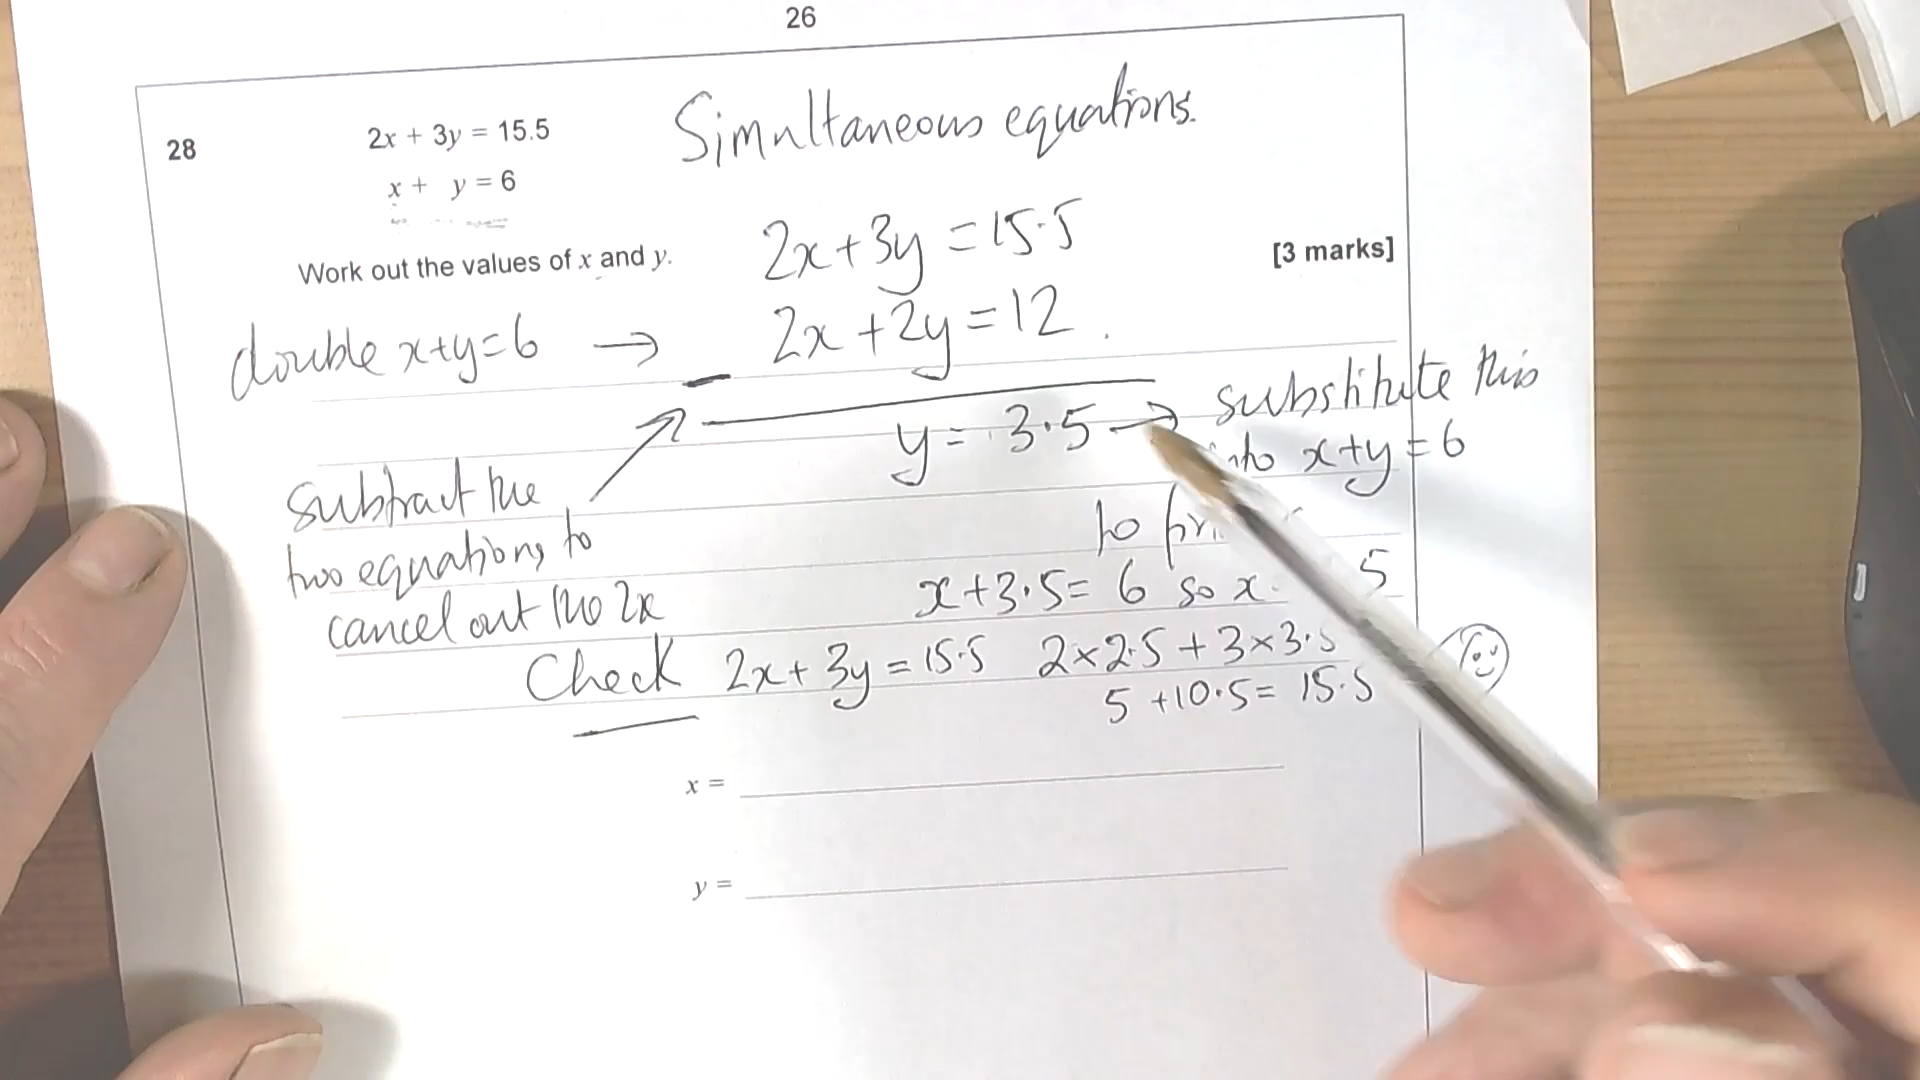 26
28
2x + 3y = 15.5
x + y = 6
Simultaneous equations.
Work out the values of x and y.
[3 marks]
2x+3y = 15.5
double x+y=6 → 2x+2y=12
y = 3.5 → substitute this
x+y=6
to
subtract the
two equations to
cancel out the 2x
x+3.5= 6 so x 5
Check 2x+3y=15.5 2×2.5+3×3.5
5 +10.5= 15.5
x =
y =